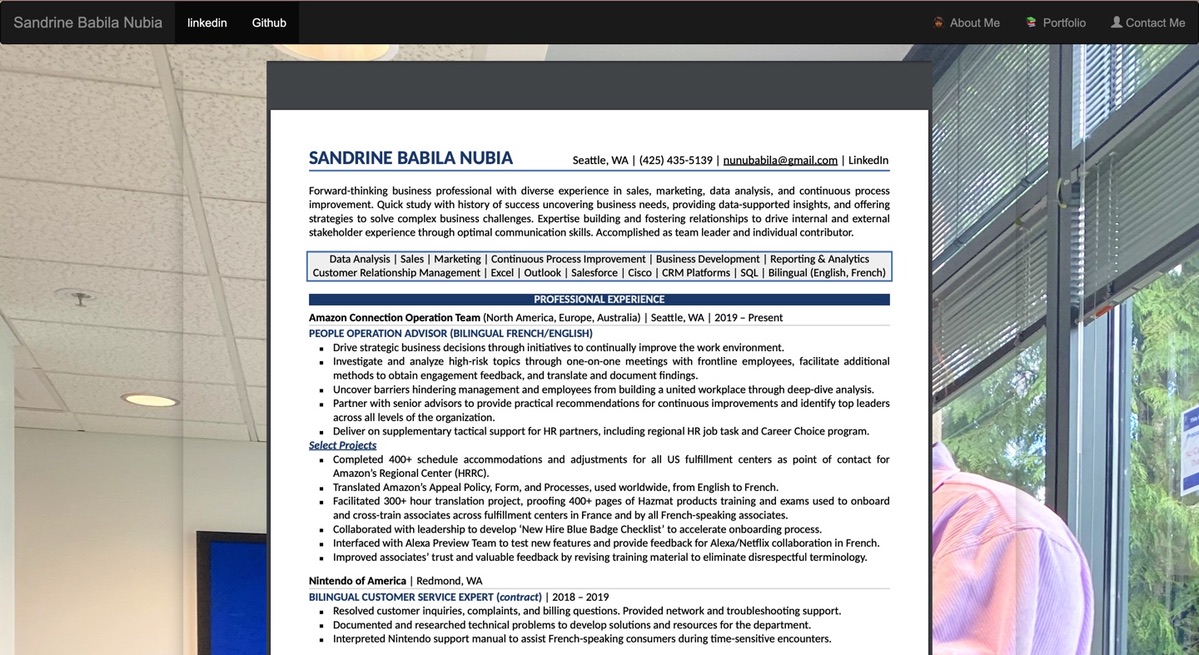 Sandrine Babila Nubia linkedin Github About Me Portfolio Contact Me
SANDRINE BABILA NUBIA Seattle, WA | (425) 435-5139 | nunubabila@gmail.com | LinkedIn
Forward-thinking business professional with diverse experience in sales, marketing, data analysis, and continuous process
improvement. Quick study with history of success uncovering business needs, providing data-supported insights, and offering
strategies to solve complex business challenges. Expertise building and fostering relationships to drive internal and external
stakeholder experience through optimal communication skills. Accomplished as team leader and individual contributor.
Data Analysis | Sales | Marketing | Continuous Process Improvement | Business Development | Reporting & Analytics
Customer Relationship Management | Excel | Outlook | Salesforce | Cisco | CRM Platforms | SQL | Bilingual (English, French)
PROFESSIONAL EXPERIENCE
Amazon Connection Operation Team (North America, Europe, Australia) | Seattle, WA | 2019 – Present
PEOPLE OPERATION ADVISOR (BILINGUAL FRENCH/ENGLISH)
▪ Drive strategic business decisions through initiatives to continually improve the work environment.
▪ Investigate and analyze high-risk topics through one-on-one meetings with frontline employees, facilitate additional
methods to obtain engagement feedback, and translate and document findings.
▪ Uncover barriers hindering management and employees from building a united workplace through deep-dive analysis.
▪ Partner with senior advisors to provide practical recommendations for continuous improvements and identify top leaders
across all levels of the organization.
▪ Deliver on supplementary tactical support for HR partners, including regional HR job task and Career Choice program.
Select Projects
▪ Completed 400+ schedule accommodations and adjustments for all US fulfillment centers as point of contact for
Amazon's Regional Center (HRRC).
▪ Translated Amazon's Appeal Policy, Form, and Processes, used worldwide, from English to French.
▪ Facilitated 300+ hour translation project, proofing 400+ pages of Hazmat products training and exams used to onboard
and cross-train associates across fulfillment centers in France and by all French-speaking associates.
▪ Collaborated with leadership to develop 'New Hire Blue Badge Checklist' to accelerate onboarding process.
▪ Interfaced with Alexa Preview Team to test new features and provide feedback for Alexa/Netflix collaboration in French.
▪ Improved associates' trust and valuable feedback by revising training material to eliminate disrespectful terminology.
Nintendo of America | Redmond, WA
BILINGUAL CUSTOMER SERVICE EXPERT (contract) | 2018 – 2019
▪ Resolved customer inquiries, complaints, and billing questions. Provided network and troubleshooting support.
▪ Documented and researched technical problems to develop solutions and resources for the department.
▪ Interpreted Nintendo support manual to assist French-speaking consumers during time-sensitive encounters.